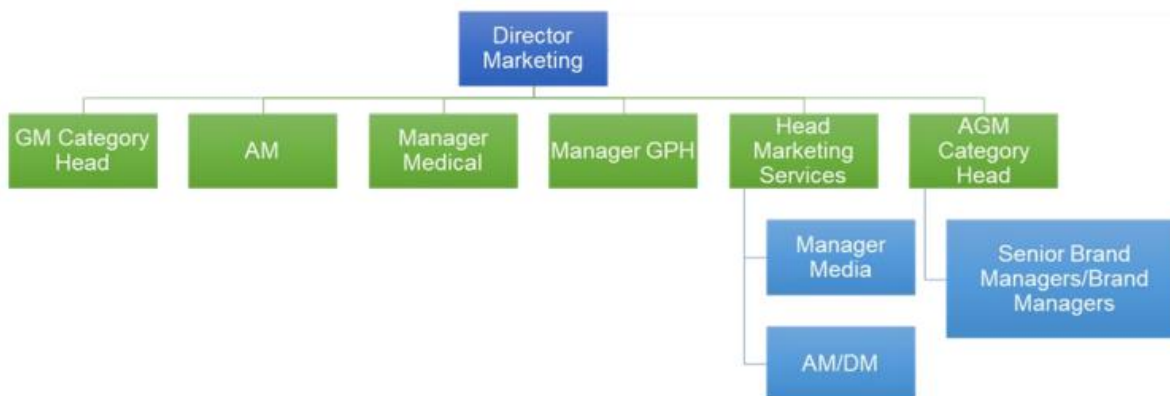 Director
Marketing
GM Category
Head
AM
Manager
Medical
Manager GPH
Head
Marketing
Services
AGM
Category
Head
Manager
Media
Senior Brand
Managers/Brand
Managers
AM/DM